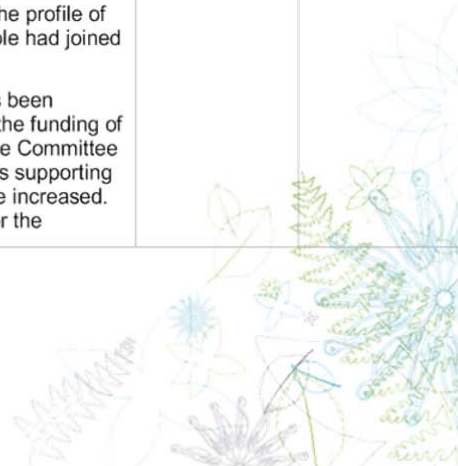 he profile of
ple had joined
s been
the funding of
e Committee
s supporting
e increased.
r the